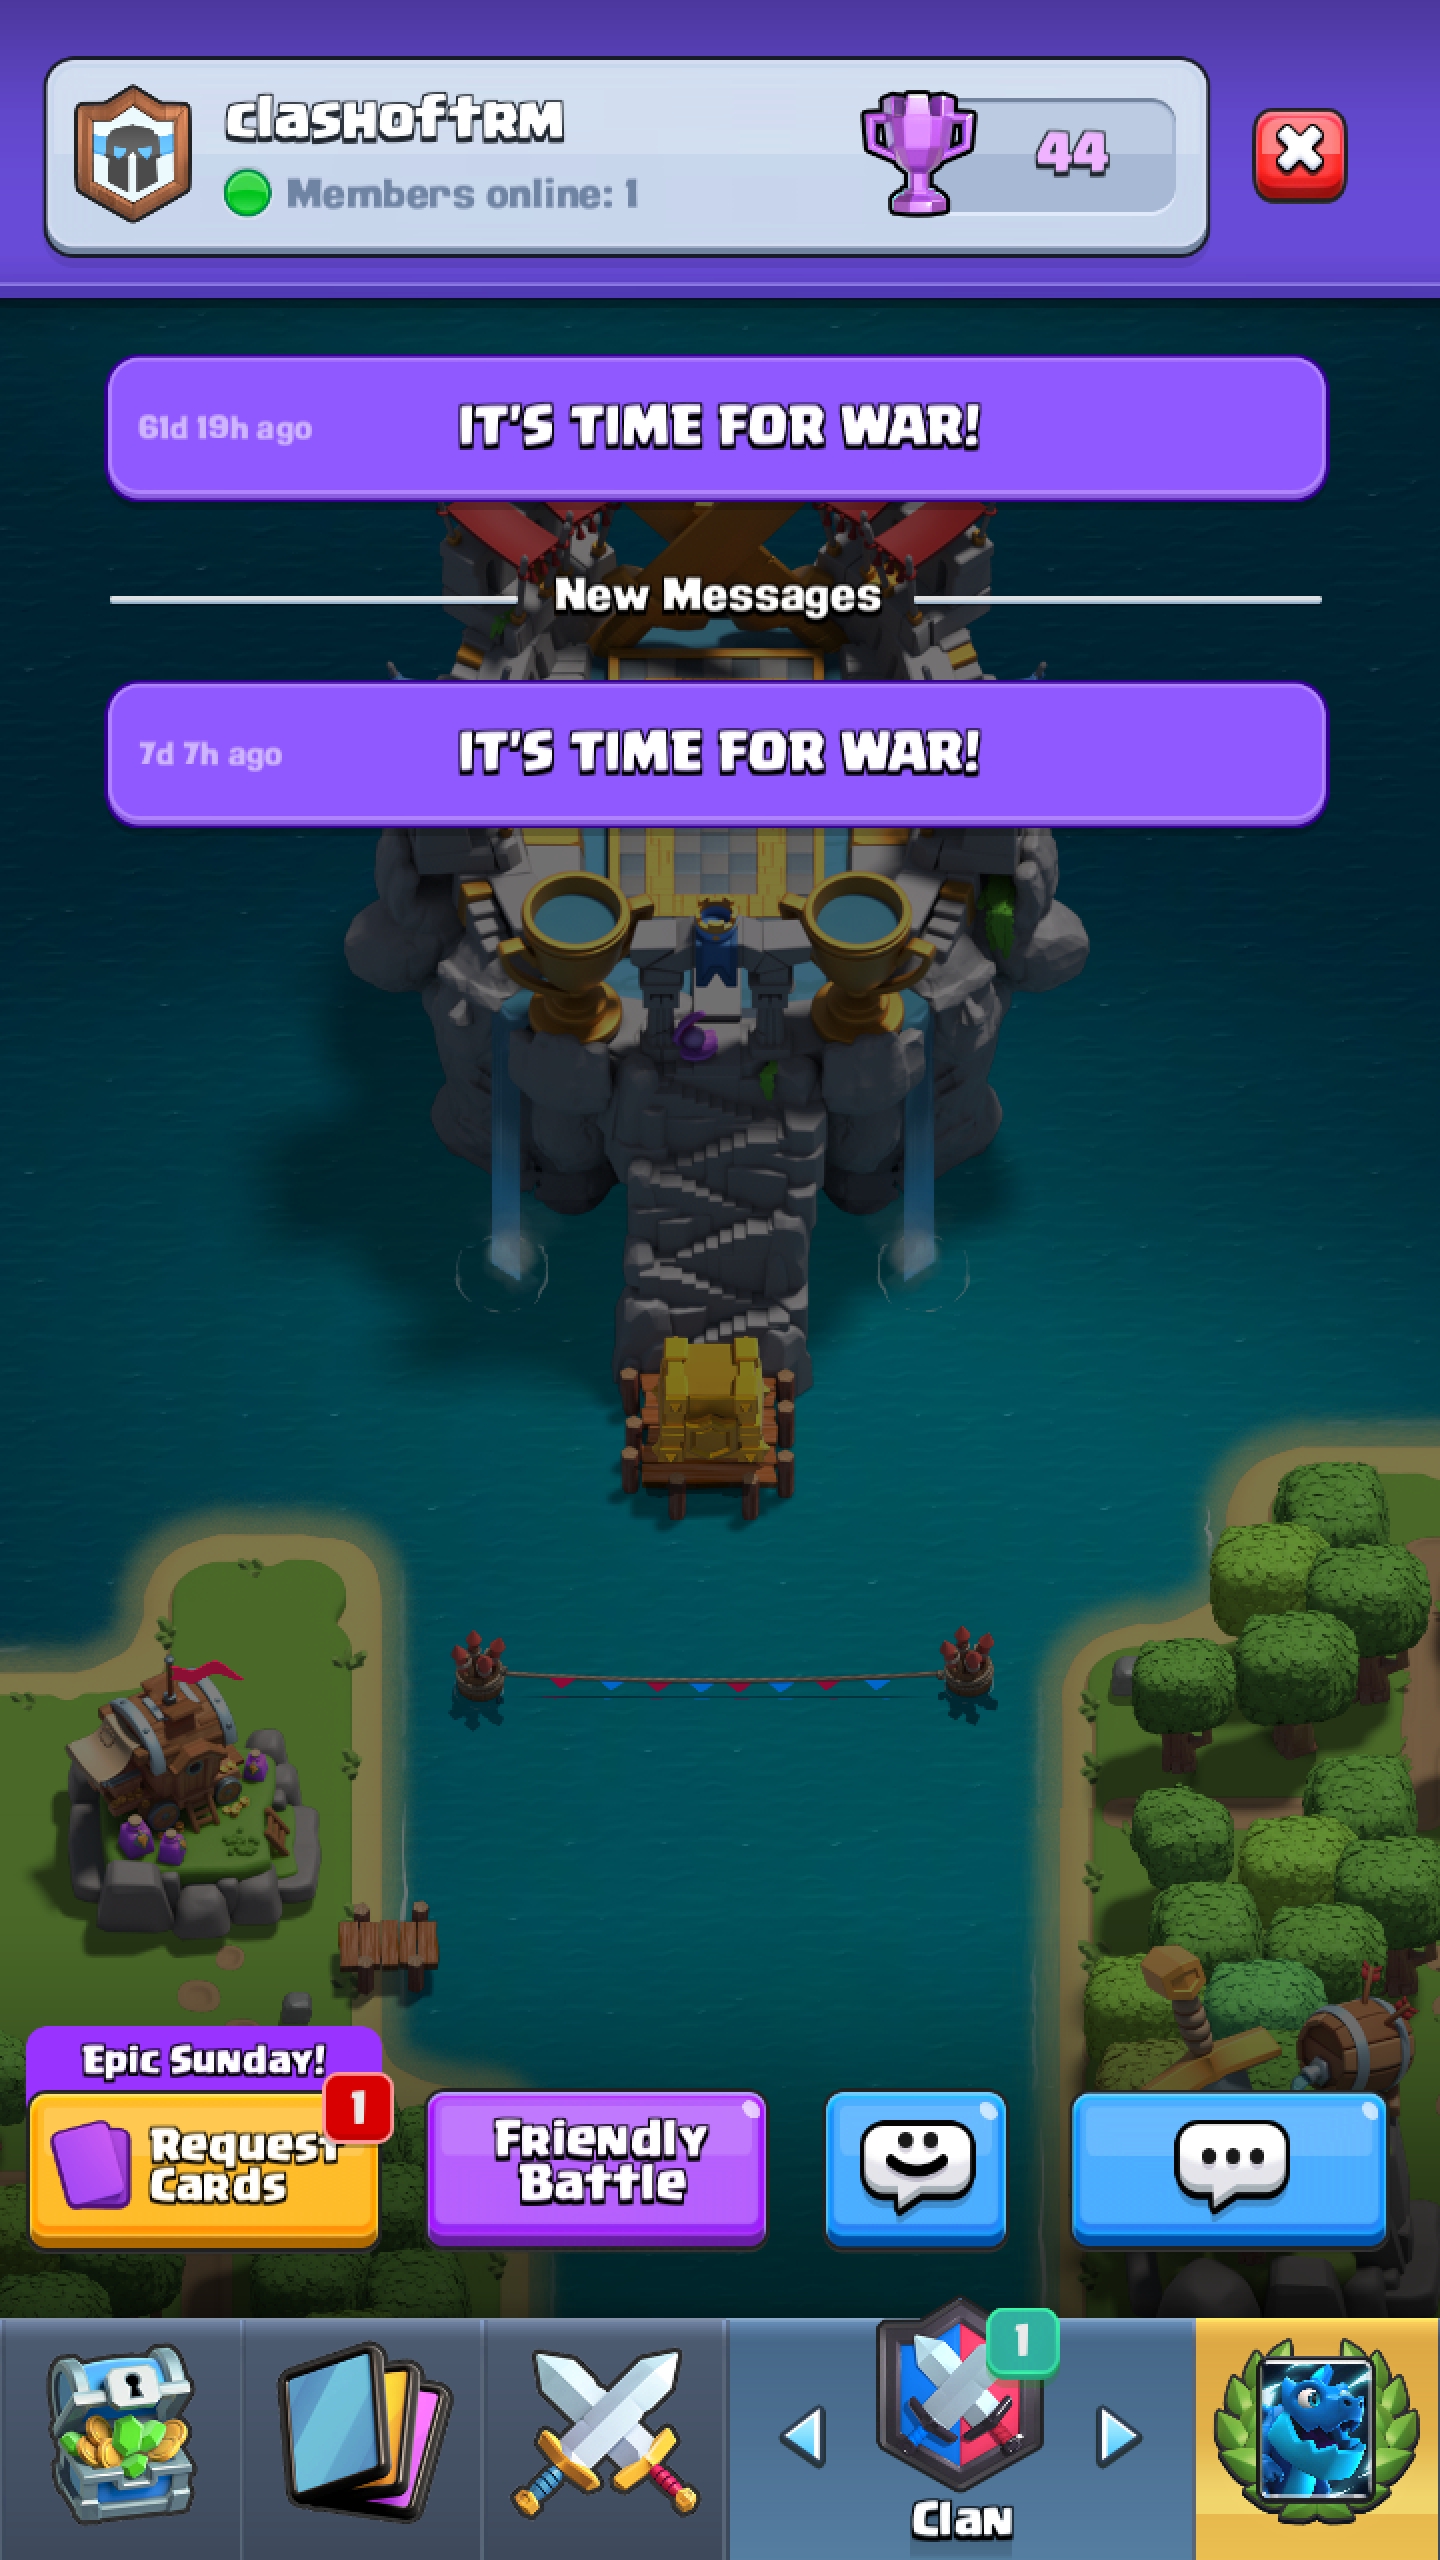 clashoftRM
Members online: 1
44
61d 19h ago
IT'S TIME FOR WAR!
New Messages
7d 7h ago
IT'S TIME FOR WAR!
Epic Sunday!
1
Request
Cards
Friendly
Battle
1
Clan